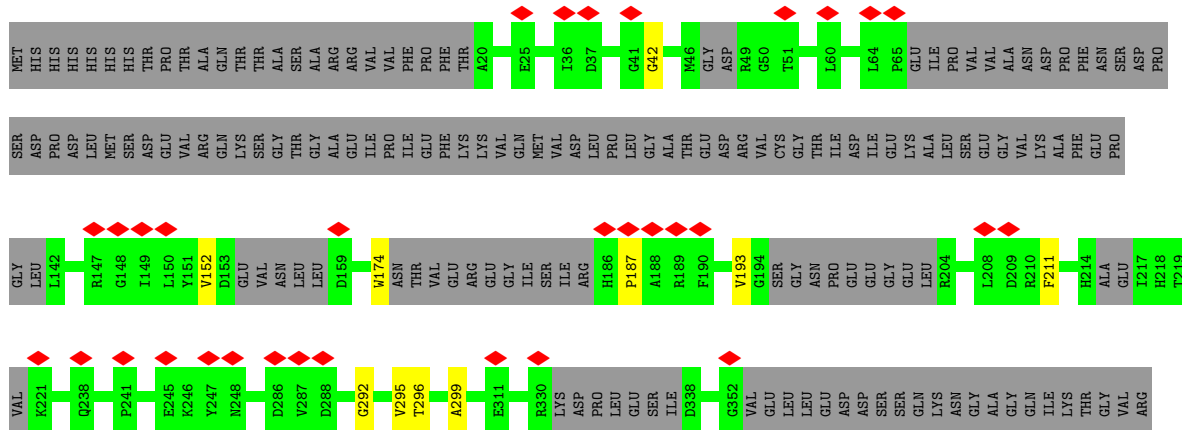 MET HIS HIS HIS HIS HIS HIS THR PRO THR ALA GLN THR THR ALA SER ALA ARG ARG VAL VAL PHE PRO PHE THR A20 E25 I36 D37 G41 G42 M46 GLY ASP R49 G50 T51 L60 L64 P65 GLU ILE PRO VAL VAL ALA ASN ASP PRO PHE ASN SER ASP PRO
SER ASP PRO ASP LEU MET SER ASP GLU VAL ARG GLN LYS SER GLY THR GLY ALA GLU ILE PRO ILE GLU PHE LYS LYS VAL GLN MET VAL ASP LEU PRO LEU GLY ALA THR GLU ASP ARG VAL CYS GLY THR ILE ASP ILE GLU LYS ALA LEU SER GLU GLY VAL LYS ALA PHE GLU PRO
GLY LEU L142 R147 G148 I149 L150 Y151 V152 D153 GLU VAL ASN LEU LEU D159 W174 ASN THR VAL GLU ARG GLU GLY ILE SER ILE ARG H186 P187 A188 R189 F190 V193 G194 SER GLY ASN PRO GLU GLU GLY GLU LEU R204 L208 D209 R210 F211 H214 ALA GLU I217 H218 T219
VAL K221 Q238 P241 E245 K246 Y247 N248 D286 V287 D288 G292 V295 T296 A299 E311 R330 LYS ASP PRO LEU GLU SER ILE D338 G352 VAL GLU LEU LEU GLU ASP ASP SER SER GLN LYS ASN GLY ALA GLY GLN ILE LYS THR GLY VAL ARG